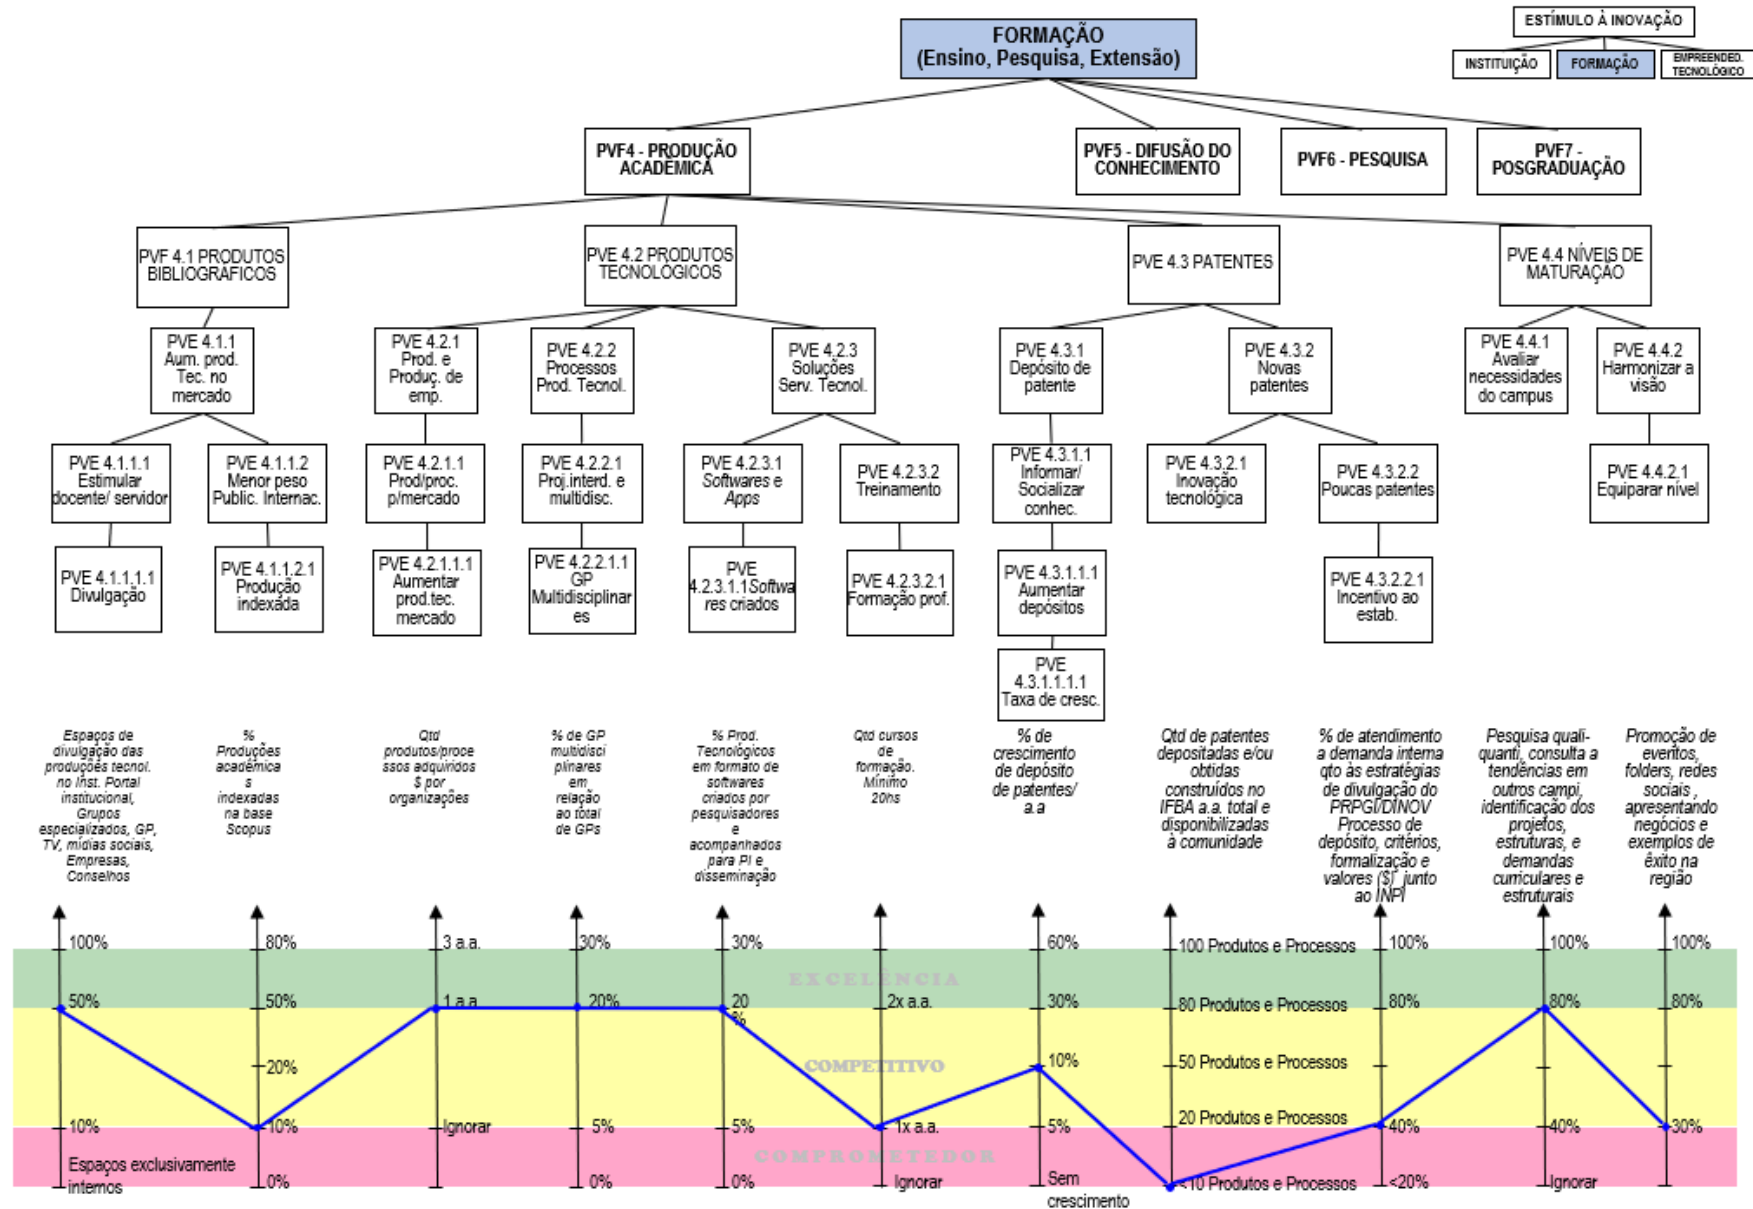 FORMAÇÃO
(Ensino, Pesquisa, Extensão)
ESTÍMULO À INOVAÇÃO
INSTITUIÇÃO
FORMAÇÃO
EMPREENDED.
TECNOLÓGICO
PVF4 - PRODUÇÃO
ACADÊMICA
PVF5 - DIFUSÃO DO
CONHECIMENTO
PVF6 - PESQUISA
PVF7 -
POSGRADUAÇÃO
PVF 4.1 PRODUTOS
BIBLIOGRÁFICOS
PVE 4.2 PRODUTOS
TECNOLÓGICOS
PVE 4.3 PATENTES
PVE 4.4 NÍVEIS DE
MATURAÇÃO
PVE 4.1.1
Aum. prod.
Tec. no
mercado
PVE 4.2.1
Prod. e
Produç. de
emp.
PVE 4.2.2
Processos
Prod. Tecnol.
PVE 4.2.3
Soluções
Serv. Tecnol.
PVE 4.3.1
Depósito de
patente
PVE 4.3.2
Novas
patentes
PVE 4.4.1
Avaliar
necessidades
do campus
PVE 4.4.2
Harmonizar a
visão
PVE 4.1.1.1
Estimular
docente/ servidor
PVE 4.1.1.2
Menor peso
Public. Internac.
PVE 4.2.1.1
Prod/proc.
p/mercado
PVE 4.2.2.1
Proj.interd. e
multidisc.
PVE 4.2.3.1
Softwares e
Apps
PVE 4.2.3.2
Treinamento
PVE 4.3.1.1
Informar/
Socializar
conhec.
PVE 4.3.2.1
Inovação
tecnológica
PVE 4.3.2.2
Poucas patentes
PVE 4.4.2.1
Equiparar nível
PVE 4.1.1.1.1
Divulgação
PVE 4.1.1.2.1
Produção
indexada
PVE 4.2.1.1.1
Aumentar
prod.tec.
mercado
PVE 4.2.2.1.1
GP
Multidisciplinar
es
PVE
4.2.3.1.1Softwa
res criados
PVE 4.2.3.2.1
Formação prof.
PVE 4.3.1.1.1
Aumentar
depósitos
PVE 4.3.2.2.1
Incentivo ao
estab.
PVE
4.3.1.1.1.1
Taxa de cresc.
Espaços de
divulgação das
produções tecnol.
no Inst. Portal
institucional,
Grupos
especializados, GP,
TV, mídias sociais,
Empresas,
Conselhos
%
Produções
acadêmica
s
indexadas
na base
Scopus
Qtd
produtos/proce
ssos adquiridos
$ por
organizações
% de GP
multidisci
plinares
em
relação
ao total
de GPs
% Prod.
Tecnológicos
em formato de
softwares
criados por
pesquisadores
e
acompanhados
para PI e
disseminação
Qtd cursos
de
formação.
Mínimo
20hs
% de
crescimento
de depósito
de patentes/
a.a
Qtd de patentes
depositadas e/ou
obtidas
construídos no
IFBA a.a. total e
disponibilizadas
à comunidade
% de atendimento
a demanda interna
qto às estratégias
de divulgação do
PRPGI/DINOV
Processo de
depósito, critérios,
formalização e
valores ($) junto
ao INPI
Pesquisa quali-
quanti, consulta a
tendências em
outros campi,
identificação dos
projetos,
estruturas, e
demandas
curriculares e
estruturais
Promoção de
eventos,
folders, redes
sociais ,
apresentando
negócios e
exemplos de
êxito na
região
100%
80%
3 a.a.
30%
30%
60%
100 Produtos e Processos
100%
100%
100%
EXCELÊNCIA
50%
50%
1 a.a
20%
20
%
2x a.a.
30%
80 Produtos e Processos
80%
80%
80%
20%
COMPETITIVO
10%
50 Produtos e Processos
10%
10%
Ignorar
5%
5%
1x a.a.
5%
20 Produtos e Processos
40%
40%
30%
COMPROMETEDOR
Espaços exclusivamente
internos
0%
0%
0%
Ignorar
Sem
crescimento
<10 Produtos e Processos
<20%
Ignorar